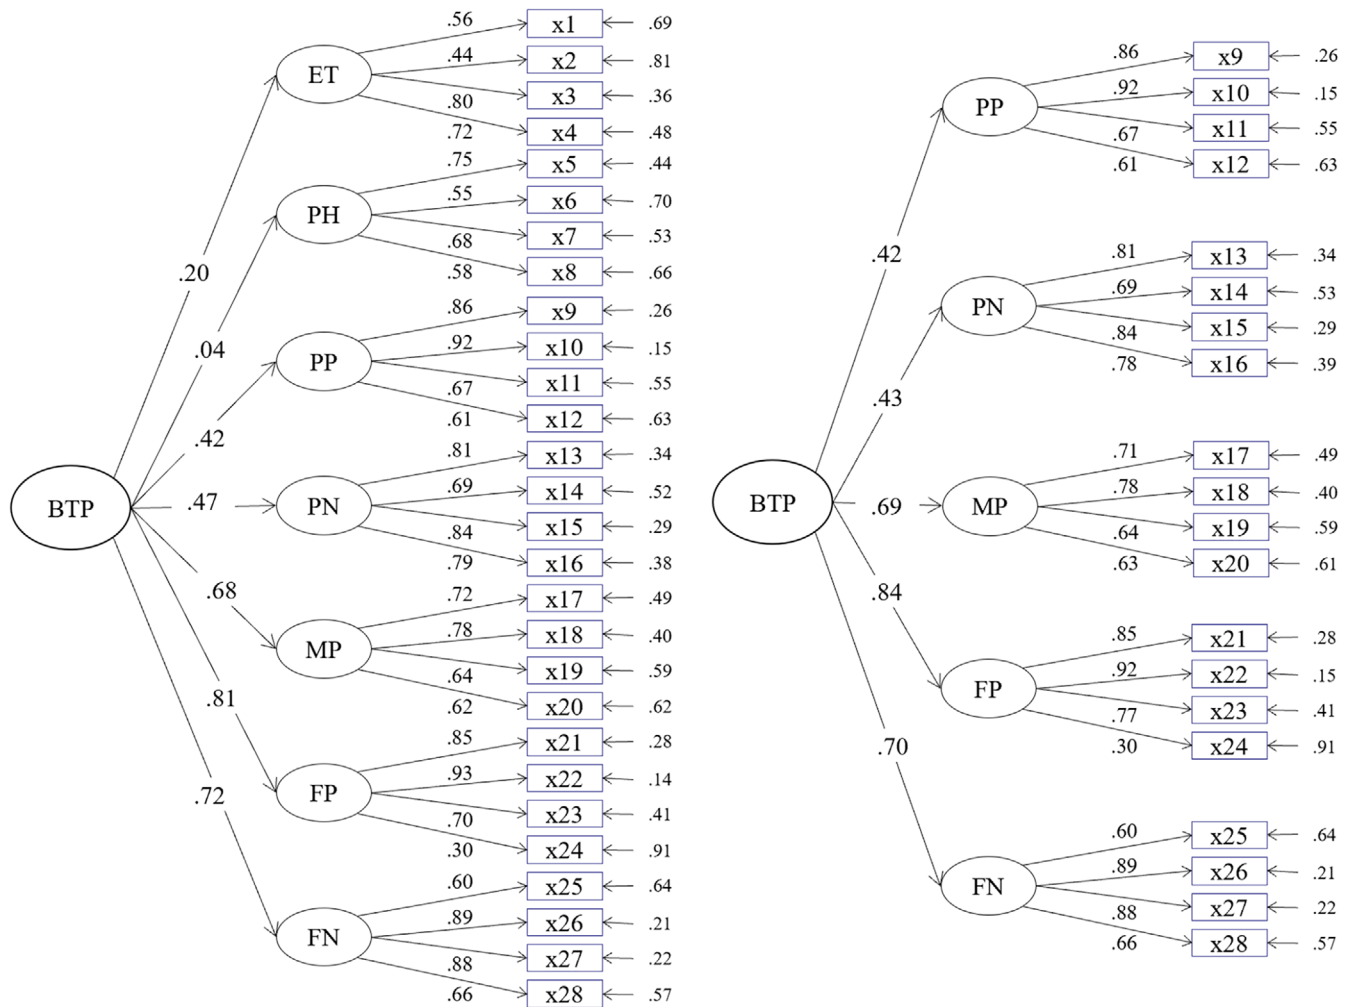 .56 x1 .69
.44 x2 .81
ET
.80 x3 .36
.72 x4 .48
.75 x5 .44
.55 x6 .70
PH
.68 x7 .53
.58 x8 .66
.20
.04
.86 x9 .26
.92 x10 .15
PP
.67 x11 .55
.61 x12 .63
.42
.81 x13 .34
.69 x14 .52
BTP .47 PN
.84 x15 .29
.79 x16 .38
.68
.72 x17 .49
.78 x18 .40
MP
.64 x19 .59
.62 x20 .62
.81
.85 x21 .28
.93 x22 .14
.72 FP
.70 x23 .41
.30 x24 .91
.60 x25 .64
.89 x26 .21
FN
.88 x27 .22
.66 x28 .57
.86 x9 .26
.92 x10 .15
PP
.67 x11 .55
.61 x12 .63
.42
.81 x13 .34
.69 x14 .53
PN
.84 x15 .29
.78 x16 .39
.43
.71 x17 .49
.78 x18 .40
BTP .69 MP
.64 x19 .59
.63 x20 .61
.84
.85 x21 .28
.92 x22 .15
FP
.77 x23 .41
.30 x24 .91
.70
.60 x25 .64
.89 x26 .21
FN
.88 x27 .22
.66 x28 .57